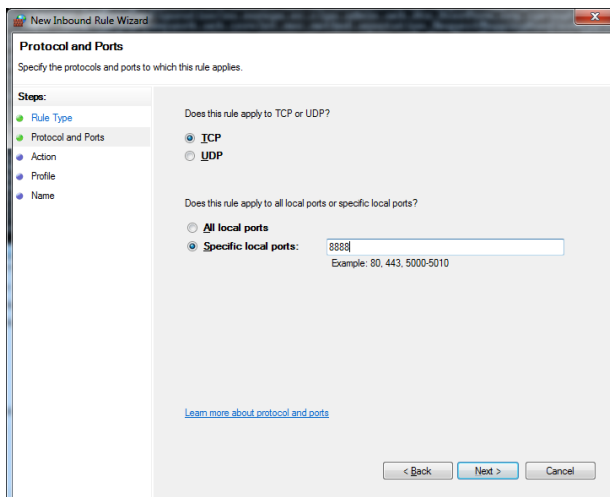 New Inbound Rule Wizard
Protocol and Ports
Specify the protocols and ports to which this rule applies.
Steps:
Rule Type
Protocol and Ports
Action
Profile
Name
Does this rule apply to TCP or UDP?
TCP
UDP
Does this rule apply to all local ports or specific local ports?
All local ports
Specific local ports: 8888
Example: 80, 443, 5000-5010
Learn more about protocol and ports
< Back Next > Cancel